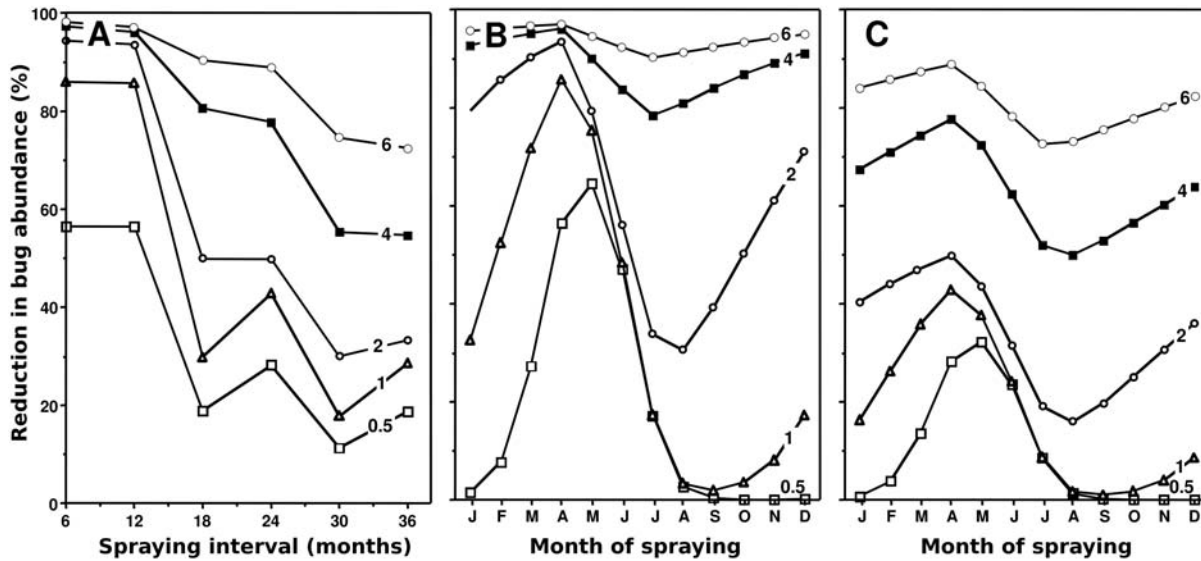 A
B
C
Reduction in bug abundance (%)
100
80
60
40
20
0
6
4
2
1
0.5
6 12 18 24 30 36
Spraying interval (months)
6
4
2
1
0.5
J F M A M J J A S O N D
Month of spraying
6
4
2
1
0.5
J F M A M J J A S O N D
Month of spraying